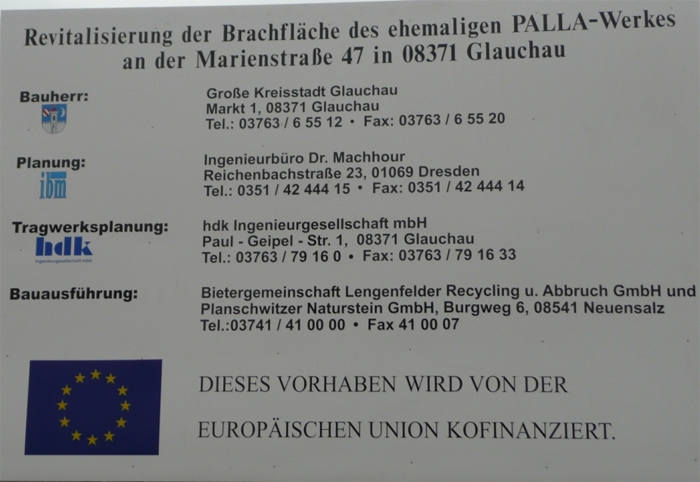 Revitalisierung der Brachfläche des ehemaligen PALLA-Werkes
an der Marienstraße 47 in 08371 Glauchau
Bauherr:
Große Kreisstadt Glauchau
Markt 1, 08371 Glauchau
Tel.: 03763 / 6 55 12 • Fax: 03763 / 6 55 20
Planung:
ibm
Ingenieurbüro Dr. Machhour
Reichenbachstraße 23, 01069 Dresden
Tel.: 0351 / 42 444 15 • Fax: 0351 / 42 444 14
Tragwerksplanung:
hdk
Ingenieurgesellschaft mbH
hdk Ingenieurgesellschaft mbH
Paul - Geipel - Str. 1, 08371 Glauchau
Tel.: 03763 / 79 16 0 • Fax: 03763 / 79 16 33
Bauausführung:
Bietergemeinschaft Lengenfelder Recycling u. Abbruch GmbH und
Planschwitzer Naturstein GmbH, Burgweg 6, 08541 Neuensalz
Tel.:03741 / 41 00 00 • Fax 41 00 07
DIESES VORHABEN WIRD VON DER
EUROPÄISCHEN UNION KOFINANZIERT.